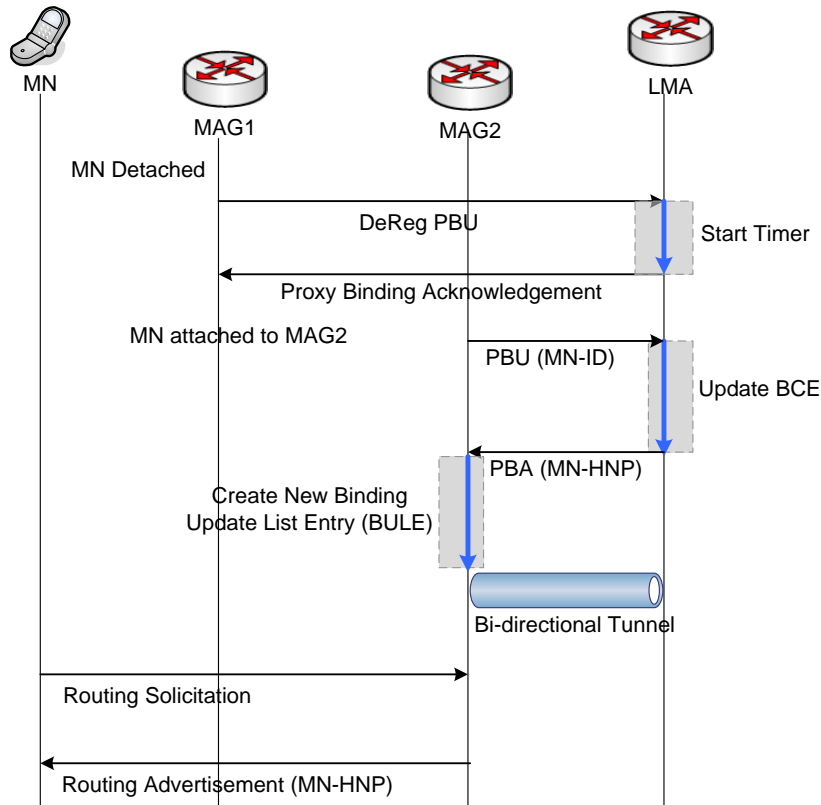 MN
MAG1
MAG2
LMA
MN Detached
DeReg PBU
Start Timer
Proxy Binding Acknowledgement
MN attached to MAG2
PBU (MN-ID)
Update BCE
PBA (MN-HNP)
Create New Binding
Update List Entry (BULE)
Bi-directional Tunnel
Routing Solicitation
Routing Advertisement (MN-HNP)